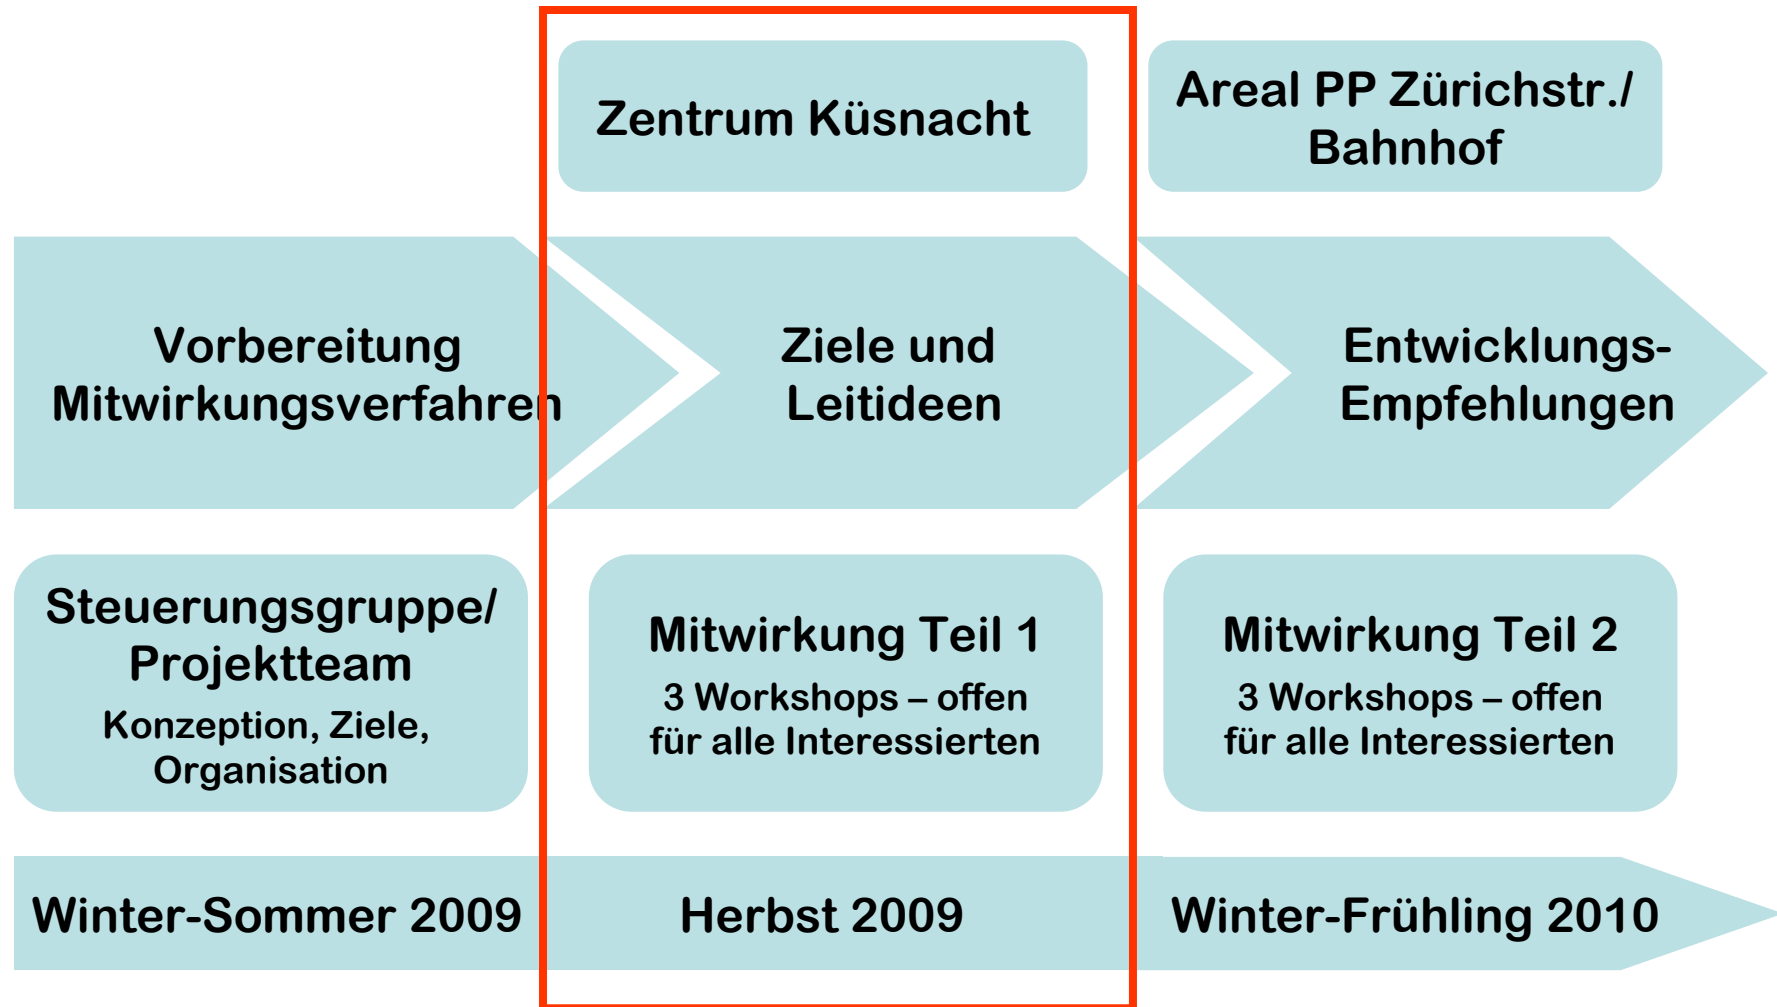 Zentrum Küsnacht
Areal PP Zürichstr./
Bahnhof
Vorbereitung
Mitwirkungsverfahren
Ziele und
Leitideen
Entwicklungs-
Empfehlungen
Steuerungsgruppe/
Projektteam
Konzeption, Ziele,
Organisation
Mitwirkung Teil 1
3 Workshops – offen
für alle Interessierten
Mitwirkung Teil 2
3 Workshops – offen
für alle Interessierten
Winter-Sommer 2009
Herbst 2009
Winter-Frühling 2010